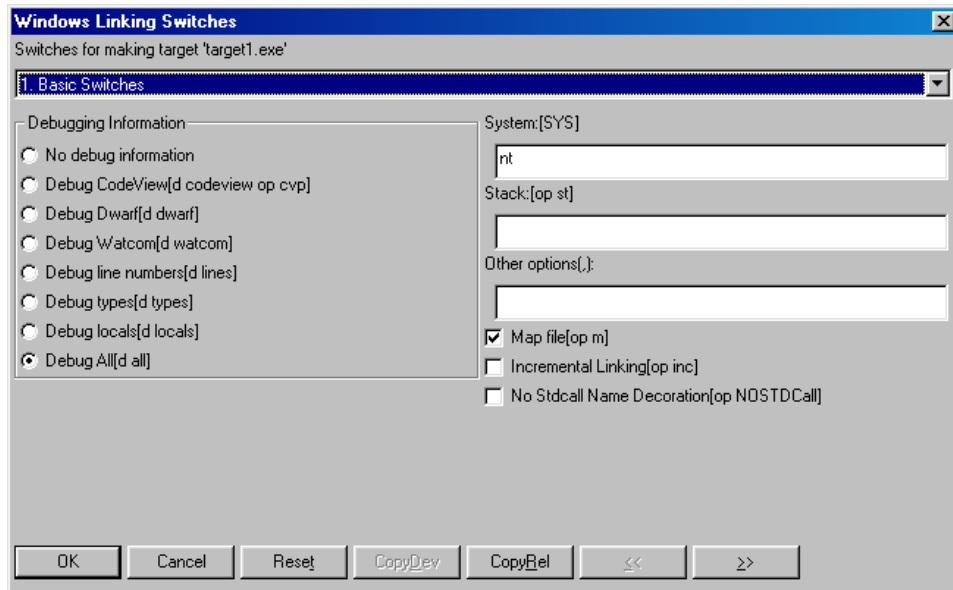 Windows Linking Switches
Switches for making target 'target1.exe'
1. Basic Switches
Debugging Information
No debug information
Debug CodeView[d codeview op cvp]
Debug Dwarf[d dwarf]
Debug Watcom[d watcom]
Debug line numbers[d lines]
Debug types[d types]
Debug locals[d locals]
Debug All[d all]
System:[SYS]
nt
Stack:[op st]
Other options(,):
Map file[op m]
Incremental Linking[op inc]
No Stdcall Name Decoration[op NOSTDCall]
OK Cancel Reset CopyDev CopyRel << >>